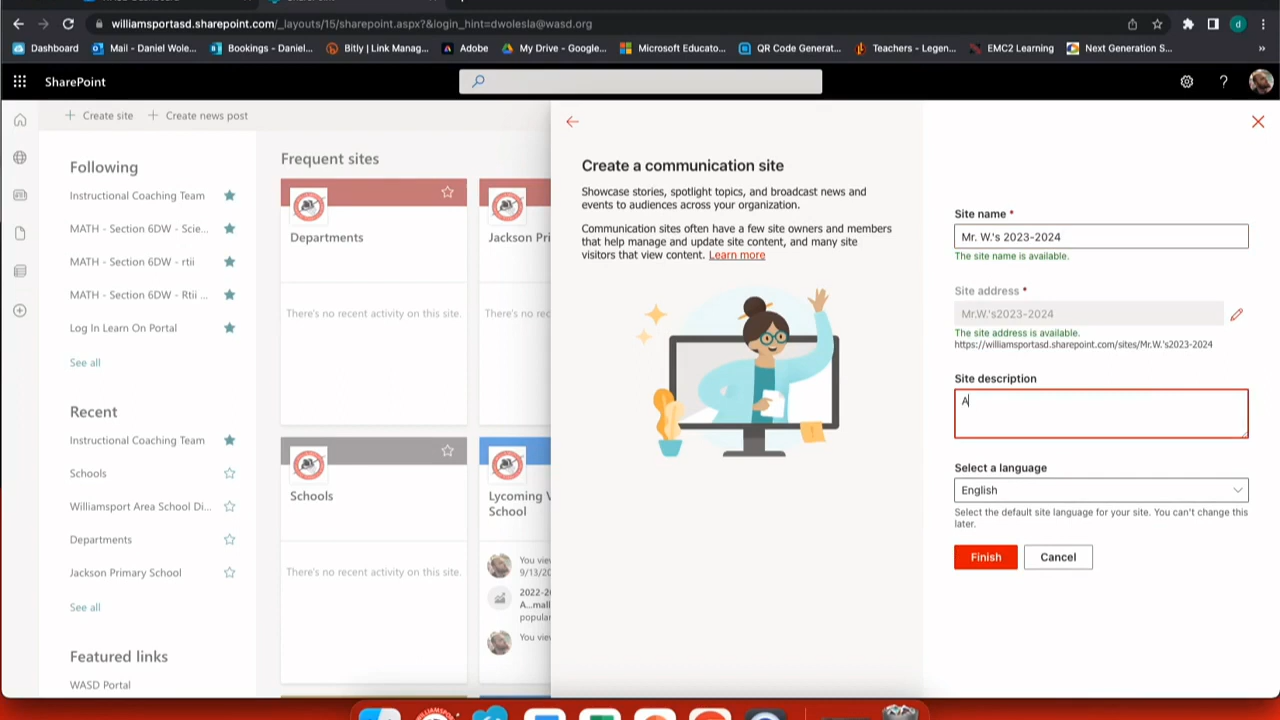 williamsportasd.sharepoint.com/_layouts/15/sharepoint.aspx?&login_hint=dwolesla@wasd.org
d
Dashboard
Mail - Daniel Wole...
Bookings - Daniel...
Bitly | Link Manag...
Adobe
My Drive - Google...
Microsoft Educato...
QR Code Generat...
Teachers - Legen...
EMC2 Learning
Next Generation S...
»
SharePoint
?
+ Create site
+ Create news post
Following
Instructional Coaching Team
MATH - Section 6DW - Scie...
MATH - Section 6DW - rtii
MATH - Section 6DW - Rtii ...
Log In Learn On Portal
See all
Recent
Instructional Coaching Team
Schools
Williamsport Area School Di...
Departments
Jackson Primary School
See all
Featured links
WASD Portal
Frequent sites
Departments
There's no recent activity on this site.
Jackson Pri
There's no rec
Schools
There's no recent activity on this site.
Lycoming V
School
You view
9/13/20
2022-2
A...mall
popular
You view
Create a communication site
Showcase stories, spotlight topics, and broadcast news and
events to audiences across your organization.
Communication sites often have a few site owners and members
that help manage and update site content, and many site
visitors that view content. Learn more
Site name *
Mr. W.'s 2023-2024
The site name is available.
Site address *
Mr.W.'s2023-2024
The site address is available.
https://williamsportasd.sharepoint.com/sites/Mr.W.'s2023-2024
Site description
A
Select a language
English
Select the default site language for your site. You can't change this
later.
Finish
Cancel